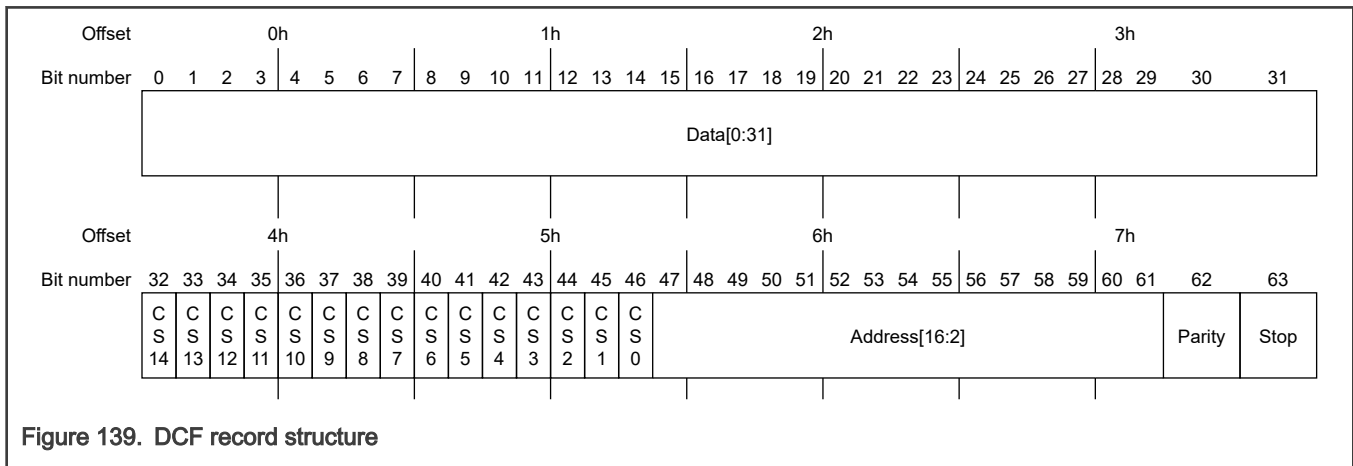 Offset 0h 1h 2h 3h
Bit number 0 1 2 3 4 5 6 7 8 9 10 11 12 13 14 15 16 17 18 19 20 21 22 23 24 25 26 27 28 29 30 31
Data[0:31]
Offset 4h 5h 6h 7h
Bit number 32 33 34 35 36 37 38 39 40 41 42 43 44 45 46 47 48 49 50 51 52 53 54 55 56 57 58 59 60 61 62 63
C C C C C C C C C C C C C C C
S S S S S S S S S S S S S S S Address[16:2] Parity Stop
14 13 12 11 10 9 8 7 6 5 4 3 2 1 0
Figure 139. DCF record structure